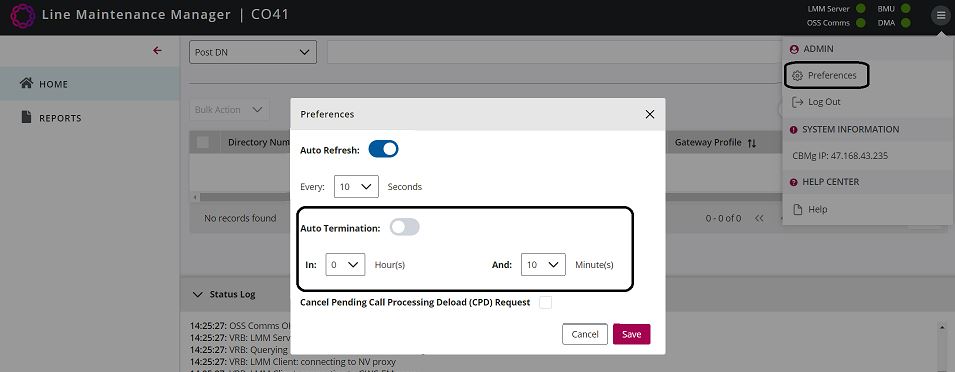 Line Maintenance Manager | CO41
LMM Server
BMU
OSS Comms
DMA
Post DN
ADMIN
HOME
Preferences
Log Out
Bulk Action
REPORTS
Preferences
SYSTEM INFORMATION
Directory Num
Auto Refresh:
Gateway Profile
CBMg IP: 47.168.43.235
Every: 10 Seconds
HELP CENTER
No records found
0 - 0 of 0
Help
Auto Termination:
In: 0 Hour(s) And: 10 Minute(s)
Status Log
Cancel Pending Call Processing Deload (CPD) Request
14:25:27: OSS Comms
14:25:27: VRB: LMM Serv
Cancel Save
14:25:27: VRB: Querying
14:25:27: VRB: LMM Client: connecting to NV proxy